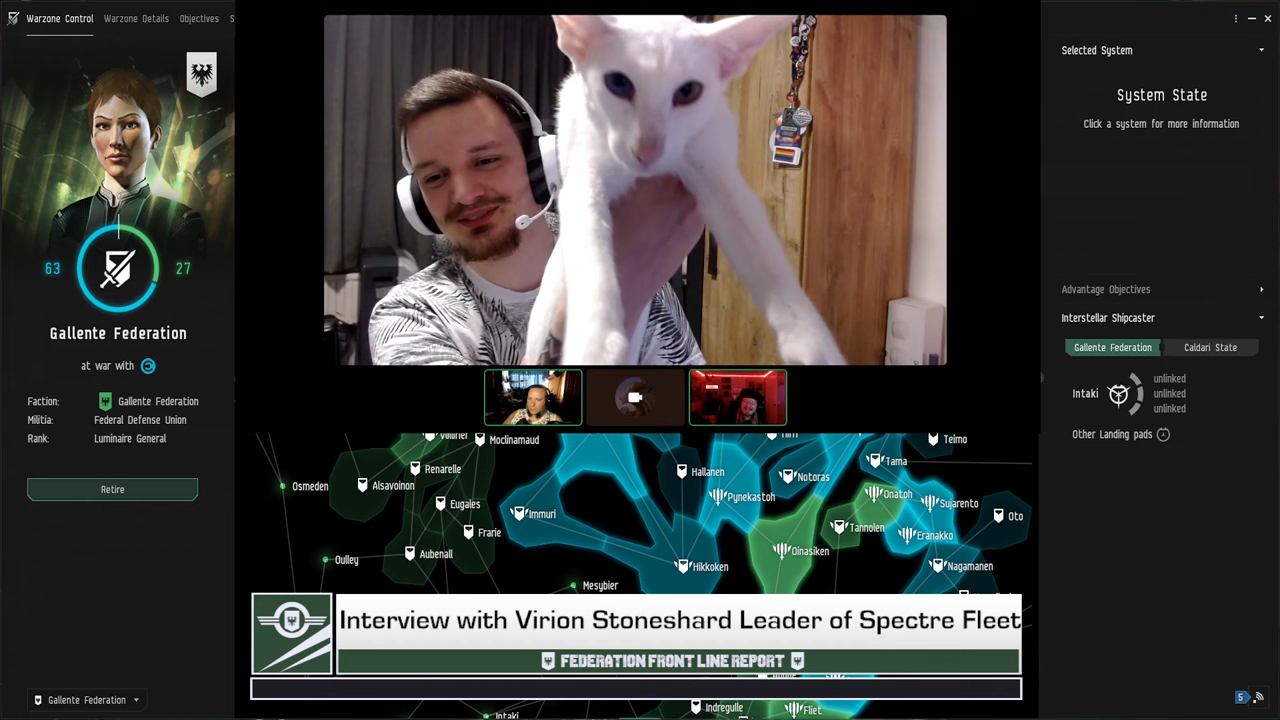 Warzone Control
Warzone Details
Objectives
S
63
27
Gallente Federation
at war with
Faction:
Gallente Federation
Militia:
Federal Defense Union
Rank:
Luminaire General
Retire
Gallente Federation
Selected System
System State
Click a system for more information
Advantage Objectives
Interstellar Shipcaster
Gallente Federation
Caldari State
Intaki
unlinked
unlinked
unlinked
Other Landing pads
5
Moclinamaud
Teimo
Renarelle
Hallanen
Notoras
Tama
Osmeden
Alsavoinon
Pynekastoh
Onatoh
Sujarento
Eugales
Immuri
Tannolen
Oto
Frarie
Eranakko
Aubenall
Oulley
Oinasiken
Hikkoken
Nagamanen
Mesybier
Interview with Virion Stoneshard Leader of Spectre Fleet
FEDERATION FRONT LINE REPORT
Indregulle
Fliet
Intaki